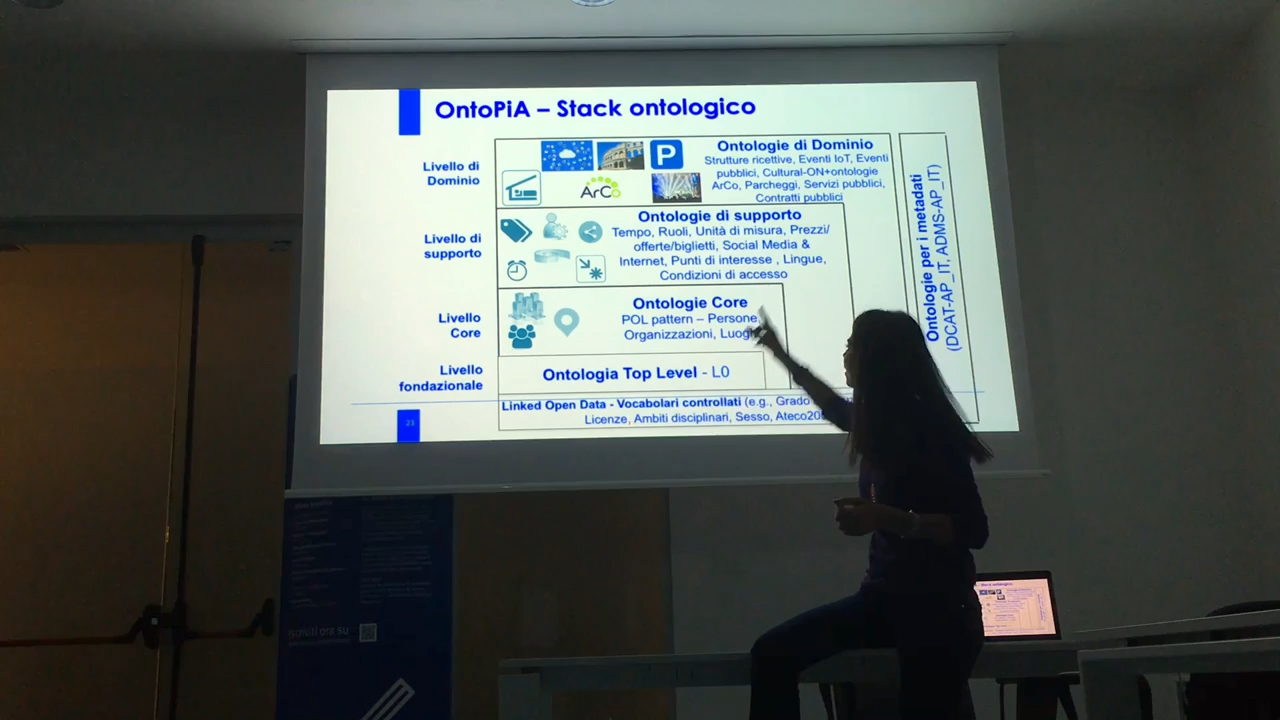 OntoPiA – Stack ontologico
Livello di
Dominio
ArCo
P
Ontologie di Dominio
Strutture ricettive, Eventi IoT, Eventi
pubblici, Cultural-ON+ontologie
ArCo, Parcheggi, Servizi pubblici,
Contratti pubblici
Livello di
supporto
Ontologie di supporto
Tempo, Ruoli, Unità di misura, Prezzi/
offerte/biglietti, Social Media &
Internet, Punti di interesse , Lingue,
Condizioni di accesso
Livello
Core
Ontologie Core
POL pattern – Persone,
Organizzazioni,
Livello
fondazionale
Ontologia Top Level - L0
Linked Open Data - Vocabolari controllati (e.g., Grado
Licenze, Ambiti disciplinari, Sesso,
Ontologie per i metadati
(DCAT-AP_IT, ADMS-AP_IT)
23
iscriviti ora su